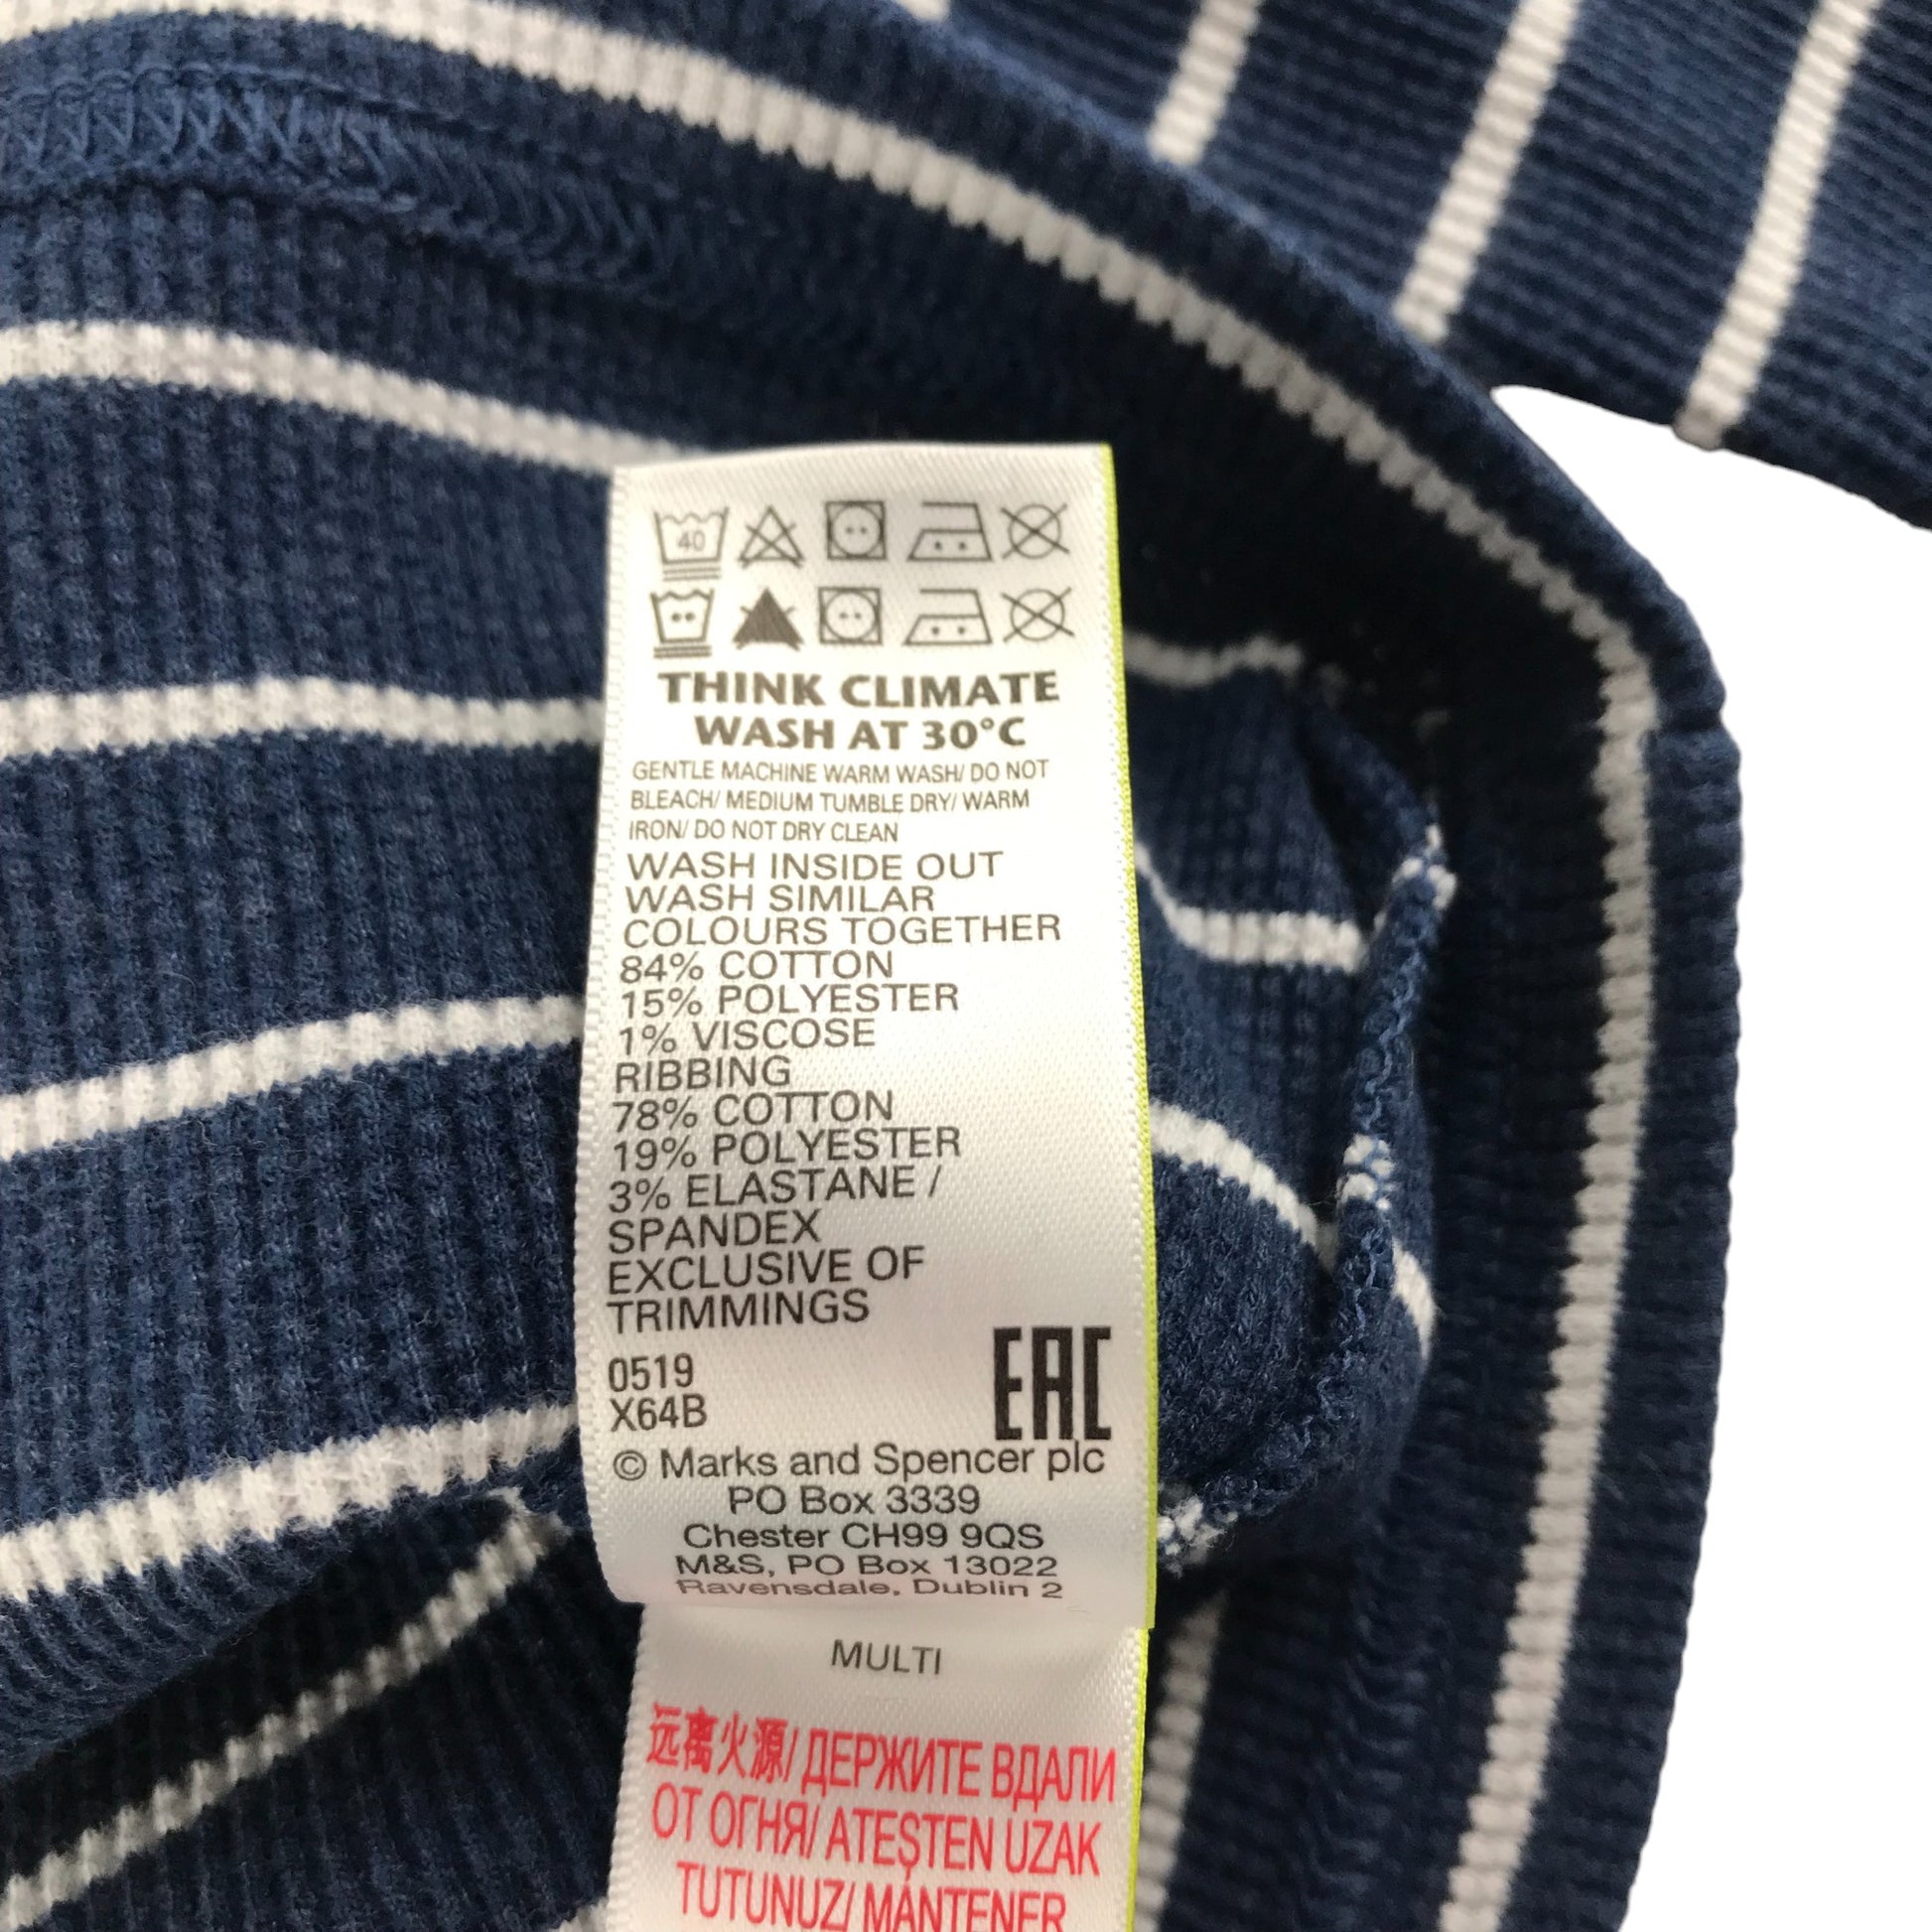 40
THINK CLIMATE
WASH AT 30°C
GENTLE MACHINE WARM WASH/ DO NOT
BLEACH/ MEDIUM TUMBLE DRY/ WARM
IRON/ DO NOT DRY CLEAN
WASH INSIDE OUT
WASH SIMILAR
COLOURS TOGETHER
84% COTTON
15% POLYESTER
1% VISCOSE
RIBBING
78% COTTON
19% POLYESTER
3% ELASTANE /
SPANDEX
EXCLUSIVE OF
TRIMMINGS
0519
X64B
EAC
© Marks and Spencer plc
PO Box 3339
Chester CH99 9QS
M&S, PO Box 13022
Ravensdale, Dublin 2
MULTI
远离火源/ ДЕРЖИТЕ ВДАЛИ
ОТ ОГНЯ/ ATEŞTEN UZAK
TUTUNUZ/ MANTENER